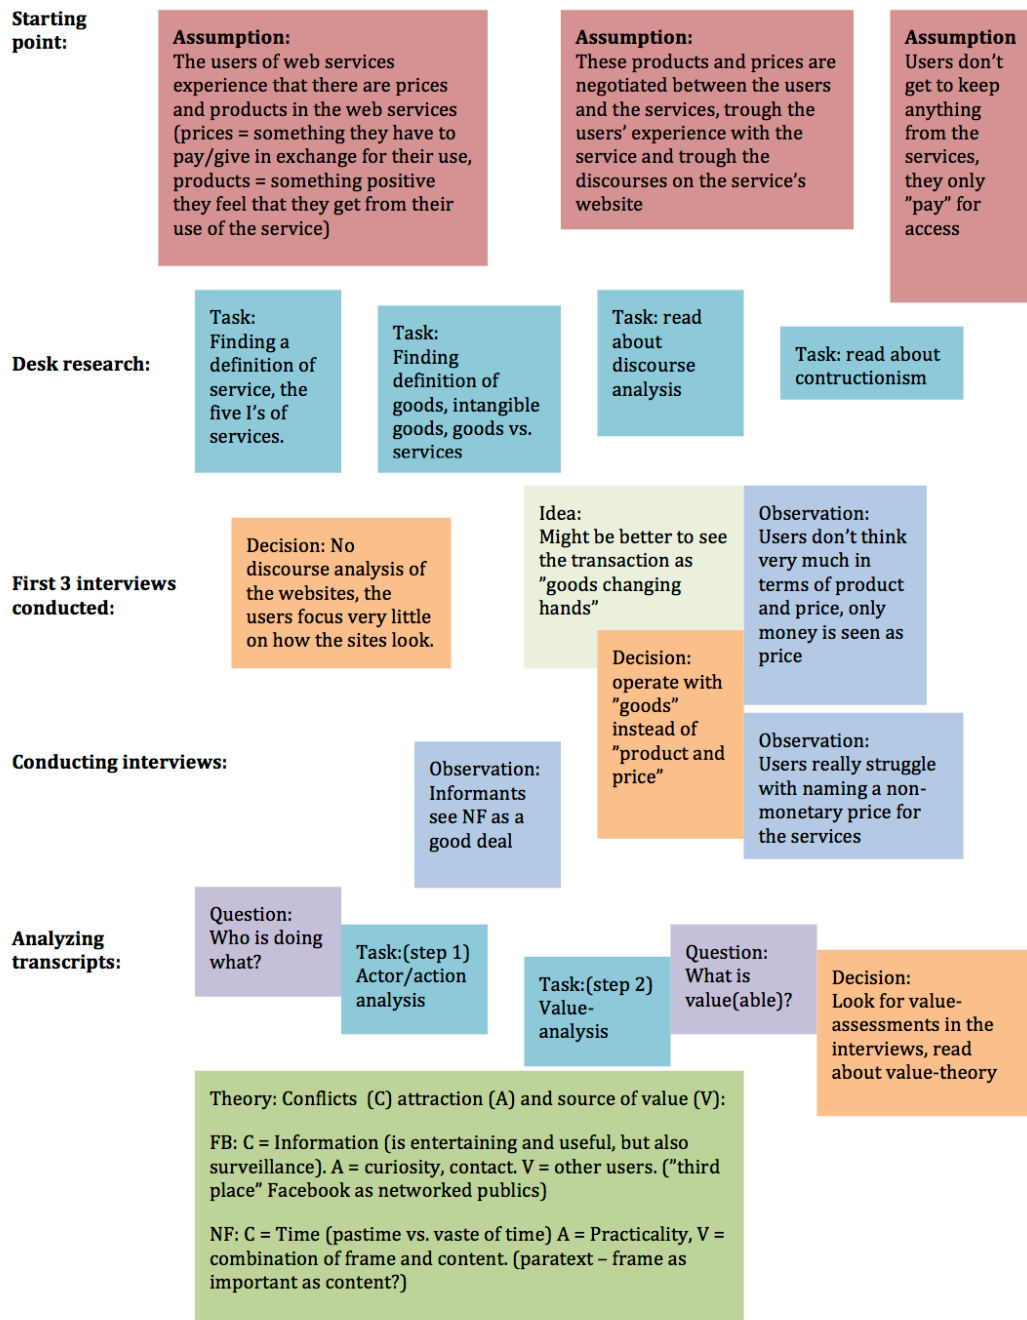 Starting
point:
Assumption:
The users of web services
experience that there are prices
and products in the web services
(prices = something they have to
pay/give in exchange for their use,
products = something positive
they feel that they get from their
use of the service)
Assumption:
These products and prices are
negotiated between the users
and the services, trough the
users’ experience with the
service and trough the
discourses on the service’s
website
Assumption
Users don’t
get to keep
anything
from the
services,
they only
”pay” for
access
Desk research:
Task:
Finding a
definition of
service, the
five I’s of
services.
Task:
Finding
definition of
goods, intangible
goods, goods vs.
services
Task: read
about
discourse
analysis
Task: read about
contructionism
First 3 interviews
conducted:
Decision: No
discourse analysis of
the websites, the
users focus very little
on how the sites look.
Idea:
Might be better to see
the transaction as
”goods changing
hands”
Observation:
Users don’t think
very much in
terms of product
and price, only
money is seen as
price
Decision:
operate with
”goods”
instead of
”product and
price”
Conducting interviews:
Observation:
Informants
see NF as a
good deal
Observation:
Users really struggle
with naming a non-
monetary price for
the services
Analyzing
transcripts:
Question:
Who is doing
what?
Task:(step 1)
Actor/action
analysis
Task:(step 2)
Value-
analysis
Question:
What is
value(able)?
Decision:
Look for value-
assessments in the
interviews, read
about value-theory
Theory: Conflicts (C) attraction (A) and source of value (V):
FB: C = Information (is entertaining and useful, but also
surveillance). A = curiosity, contact. V = other users. (”third
place” Facebook as networked publics)
NF: C = Time (pastime vs. vaste of time) A = Practicality, V =
combination of frame and content. (paratext – frame as
important as content?)